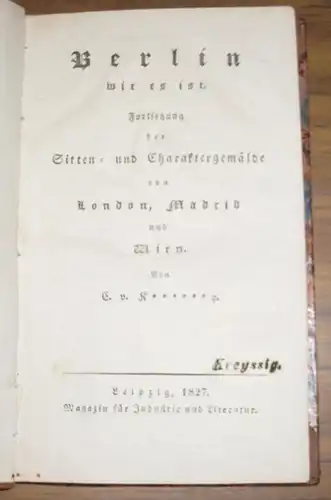 Berlin
wie es ist.
Fortsetzung
der
Sitten- und Charaktergemälde
von
London, Madrid
und
Wien.
Von
C. v. K*******g.
Kreyssig.
Leipzig, 1827.
Magazin für Industrie und Literatur.